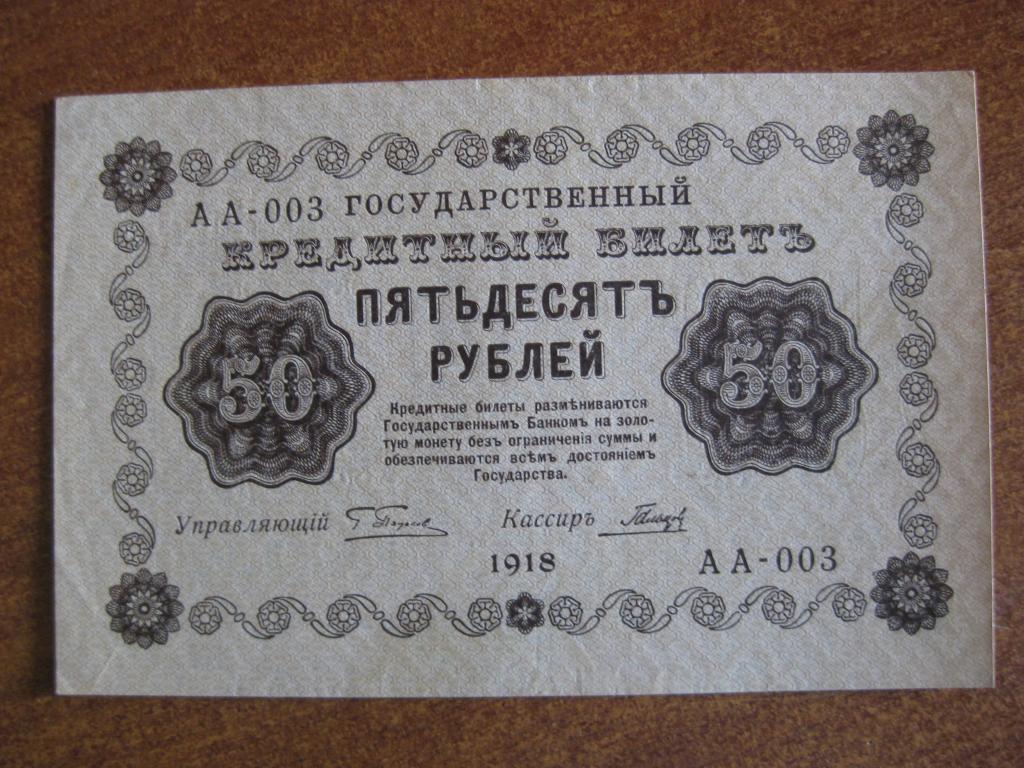 АА-003 ГОСУДАРСТВЕННЫЙ
КРЕДИТНЫЙ БИЛЕТЪ
ПЯТЬДЕСЯТЪ
РУБЛЕЙ
50
50
Кредитные билеты размѣниваются
Государственнымъ Банкомъ на золо-
тую монету безъ ограниченія суммы и
обезпечиваются всѣмъ достояніемъ
Государства.
Управляющій
Кассиръ
1918
АА-003